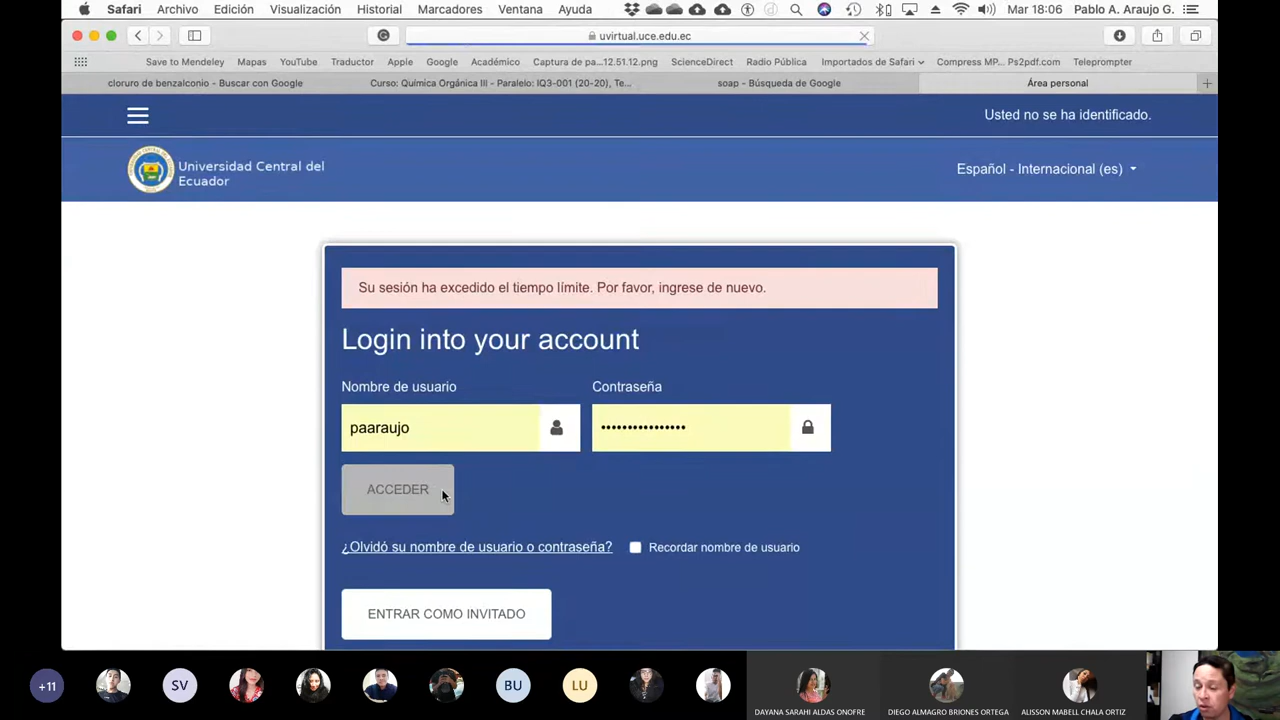 Safari Archivo Edición Visualización Historial Marcadores Ventana Ayuda Mar 18:06 Pablo A. Araujo G.
uvirtual.uce.edu.ec
Save to Mendeley Mapas YouTube Traductor Apple Google Académico Captura de pa...12.51.12.png ScienceDirect Radio Pública Importados de Safari Compress MP... Ps2pdf.com Teleprompter
cloruro de benzalconio - Buscar con Google Curso: Química Orgánica III - Paralelo: IQ3-001 (20-20), Te... soap - Búsqueda de Google Área personal
Usted no se ha identificado.
Universidad Central del
Ecuador
Español - Internacional (es)
Su sesión ha excedido el tiempo límite. Por favor, ingrese de nuevo.
Login into your account
Nombre de usuario Contraseña
paaraujo ••••••••••••••••
ACCEDER
¿Olvidó su nombre de usuario o contraseña? Recordar nombre de usuario
ENTRAR COMO INVITADO
+11 SV BU LU
DAYANA SARAHI ALDAS ONOFRE DIEGO ALMAGRO BRIONES ORTEGA ALISSON MABELL CHALA ORTIZ